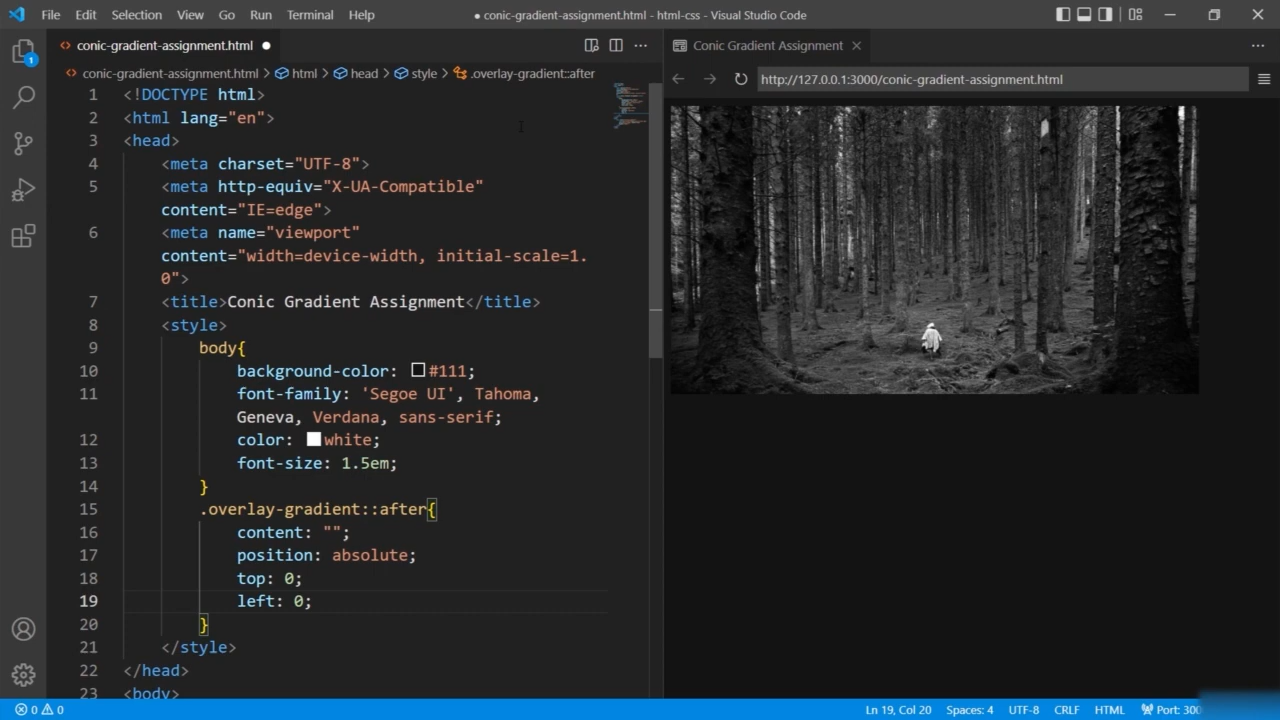 File Edit Selection View Go Run Terminal Help
● conic-gradient-assignment.html - html-css - Visual Studio Code
conic-gradient-assignment.html ●
Conic Gradient Assignment
conic-gradient-assignment.html > html > head > style > .overlay-gradient::after
http://127.0.0.1:3000/conic-gradient-assignment.html
1
1 <!DOCTYPE html>
2 <html lang="en">
3 <head>
4 <meta charset="UTF-8">
5 <meta http-equiv="X-UA-Compatible"
content="IE=edge">
6 <meta name="viewport"
content="width=device-width, initial-scale=1.
0">
7 <title>Conic Gradient Assignment</title>
8 <style>
9 body{
10 background-color: #111;
11 font-family: 'Segoe UI', Tahoma,
Geneva, Verdana, sans-serif;
12 color: white;
13 font-size: 1.5em;
14 }
15 .overlay-gradient::after{
16 content: "";
17 position: absolute;
18 top: 0;
19 left: 0;
20 }
21 </style>
22 </head>
23 <body>
0 0 Ln 19, Col 20 Spaces: 4 UTF-8 CRLF HTML Port: